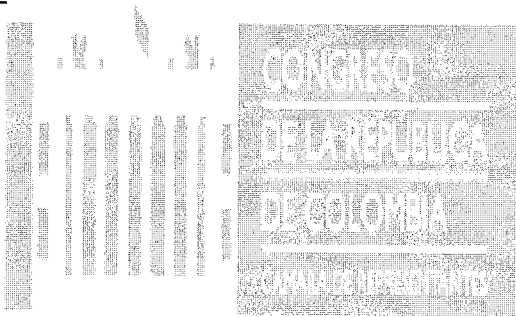 CONGRESO
DE LA REPUBLICA
DE COLOMBIA
CAMARA DE REPRESENTANTES